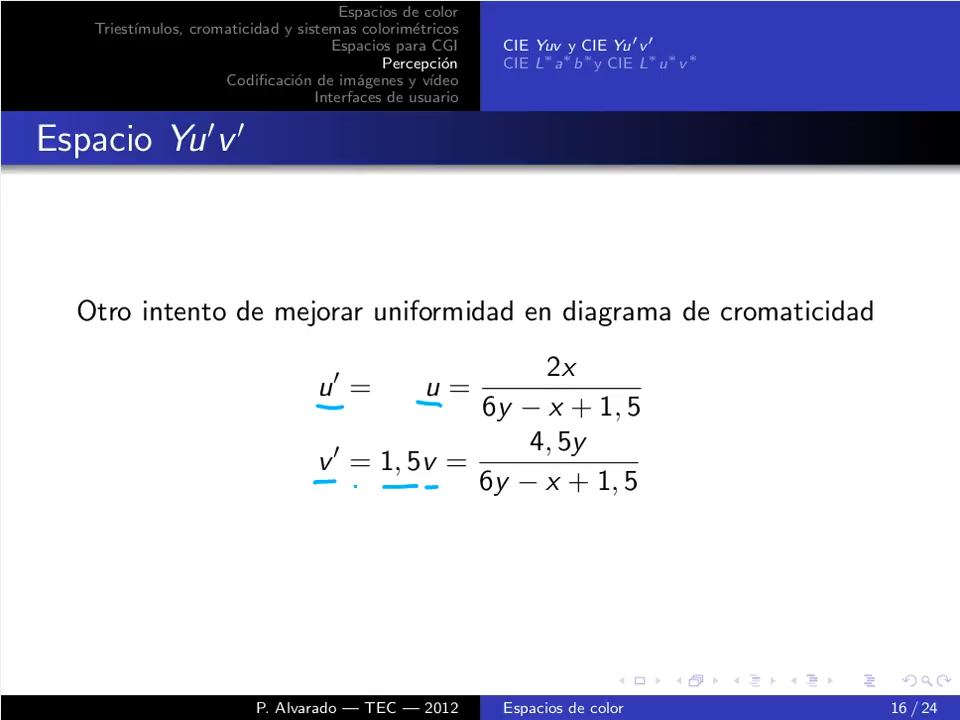 Espacios de color
Triestímulos, cromaticidad y sistemas colorimétricos
Espacios para CGI
Percepción
Codificación de imágenes y vídeo
Interfaces de usuario
CIE Yuv y CIE Yu′v′
CIE L*a*b* y CIE L*u*v*
Espacio Yu′v′
Otro intento de mejorar uniformidad en diagrama de cromaticidad
u′ = u = 2x / (6y − x + 1,5)
v′ = 1,5v = 4,5y / (6y − x + 1,5)
P. Alvarado — TEC — 2012
Espacios de color
16 / 24